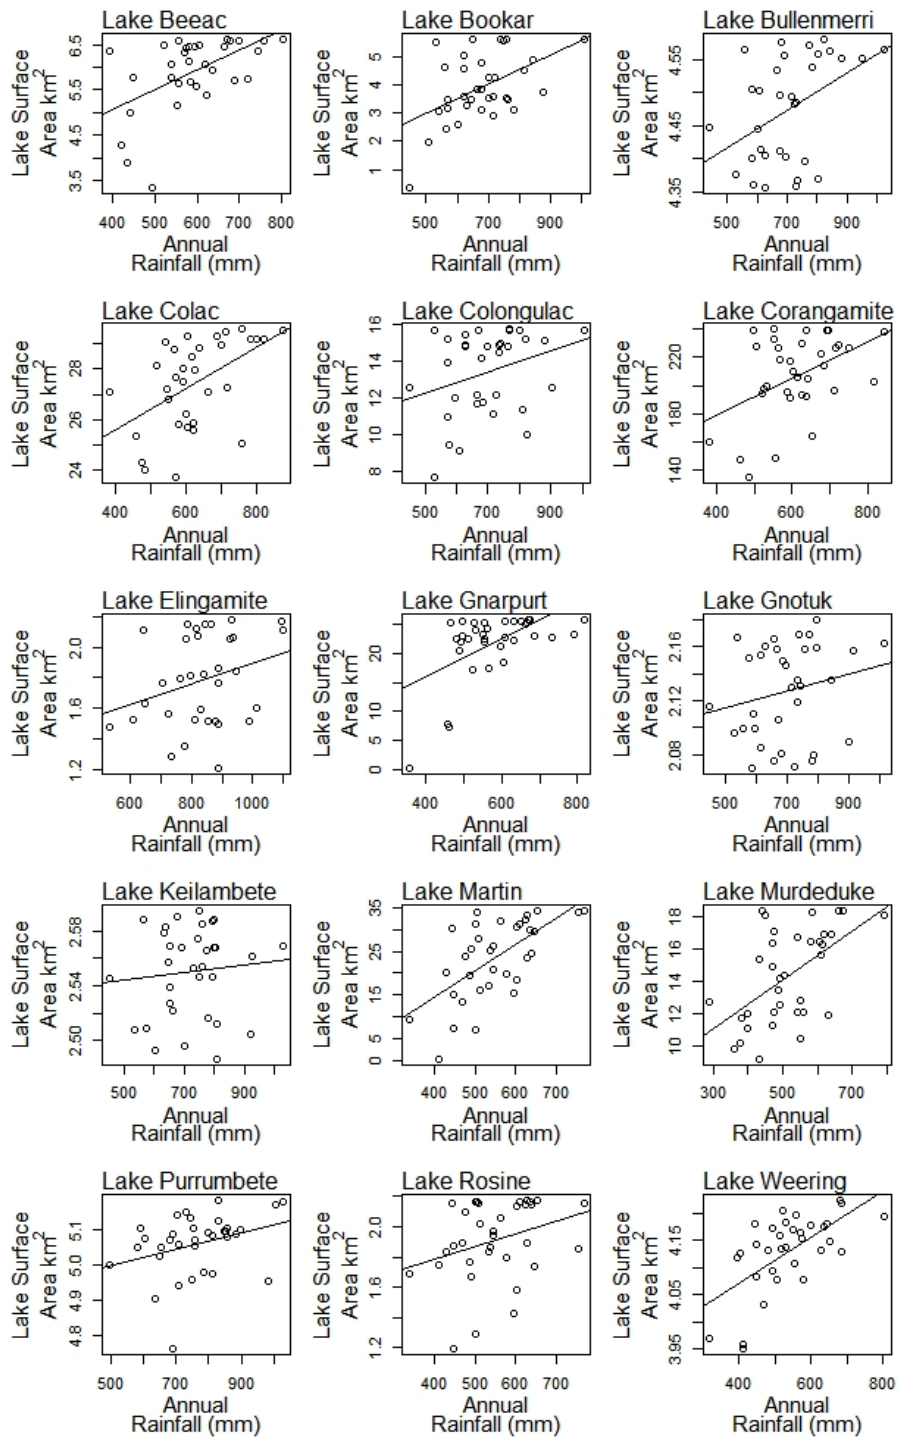 Lake Beeac
Lake Surface
Area km2
3.5 4.5 5.5 6.5
400 500 600 700 800
Annual
Rainfall (mm)
Lake Bookar
Lake Surface
Area km2
1 2 3 4 5
500 700 900
Annual
Rainfall (mm)
Lake Bullenmerri
Lake Surface
Area km2
4.35 4.45 4.55
500 700 900
Annual
Rainfall (mm)
Lake Colac
Lake Surface
Area km2
24 26 28
400 600 800
Annual
Rainfall (mm)
Lake Colongulac
Lake Surface
Area km2
8 10 12 14 16
500 700 900
Annual
Rainfall (mm)
Lake Corangamite
Lake Surface
Area km2
140 180 220
400 600 800
Annual
Rainfall (mm)
Lake Elingamite
Lake Surface
Area km2
1.2 1.6 2.0
600 800 1000
Annual
Rainfall (mm)
Lake Gnarpurt
Lake Surface
Area km2
0 5 10 20
400 600 800
Annual
Rainfall (mm)
Lake Gnotuk
Lake Surface
Area km2
2.08 2.12 2.16
500 700 900
Annual
Rainfall (mm)
Lake Keilambete
Lake Surface
Area km2
2.50 2.54 2.58
500 700 900
Annual
Rainfall (mm)
Lake Martin
Lake Surface
Area km2
0 5 15 25 35
400 500 600 700
Annual
Rainfall (mm)
Lake Murdeduke
Lake Surface
Area km2
10 12 14 16 18
300 500 700
Annual
Rainfall (mm)
Lake Purrumbete
Lake Surface
Area km2
4.8 4.9 5.0 5.1
500 700 900
Annual
Rainfall (mm)
Lake Rosine
Lake Surface
Area km2
1.2 1.6 2.0
400 500 600 700
Annual
Rainfall (mm)
Lake Weering
Lake Surface
Area km2
3.95 4.05 4.15
400 600 800
Annual
Rainfall (mm)